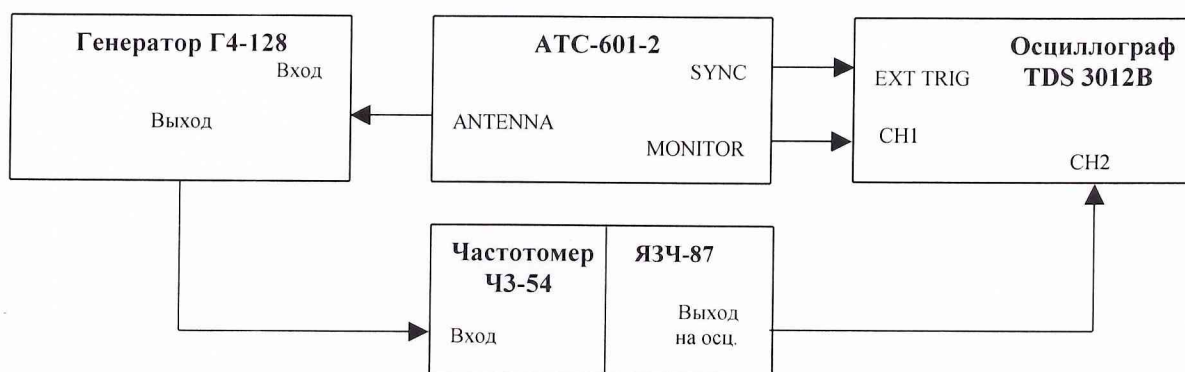 Генератор Г4-128
Вход
Выход
АТС-601-2
SYNC
ANTENNA
MONITOR
Осциллограф
TDS 3012B
EXT TRIG
CH1
CH2
Частотомер
Ч3-54
Вход
ЯЗЧ-87
Выход
на осц.